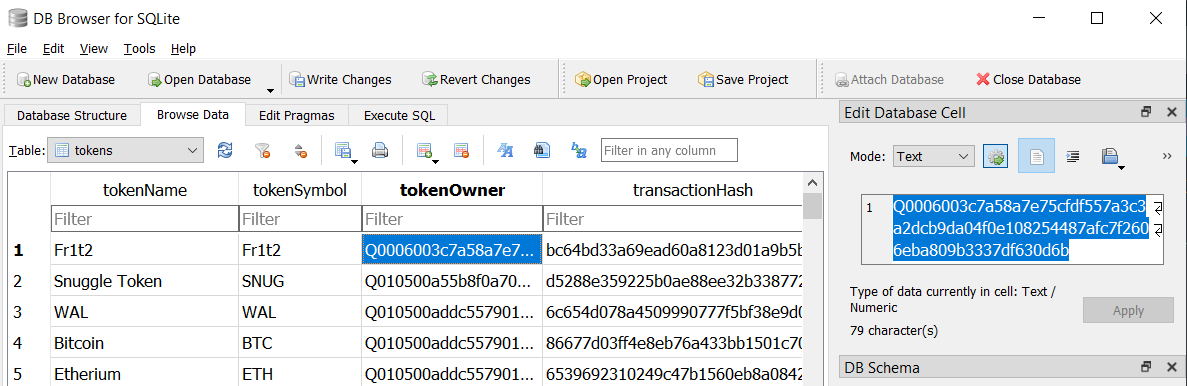 DB Browser for SQLite
File Edit View Tools Help
New Database Open Database Write Changes Revert Changes Open Project Save Project Attach Database Close Database
Database Structure Browse Data Edit Pragmas Execute SQL
Table: tokens Filter in any column
tokenName tokenSymbol tokenOwner transactionHash
Filter Filter Filter Filter
1 Fr1t2 Fr1t2 Q0006003c7a58a7e7... bc64bd33a69ead60a8123d01a9b5b
2 Snuggle Token SNUG Q010500a55b8f0a70... d5288e359225b0ae88ee32b338772
3 WAL WAL Q010500addc557901... 6c654d078a4509990777f5bf38e9d0
4 Bitcoin BTC Q010500addc557901... 86677d03ff4e8eb76a433bb1501c70
5 Etherium ETH Q010500addc557901... 6539692310249c47b1560eb8a0842
Edit Database Cell
Mode: Text
1 Q0006003c7a58a7e75cfdf557a3c3
a2dcb9da04f0e108254487afc7f260
6eba809b3337df630d6b
Type of data currently in cell: Text /
Numeric
79 character(s)
Apply
DB Schema